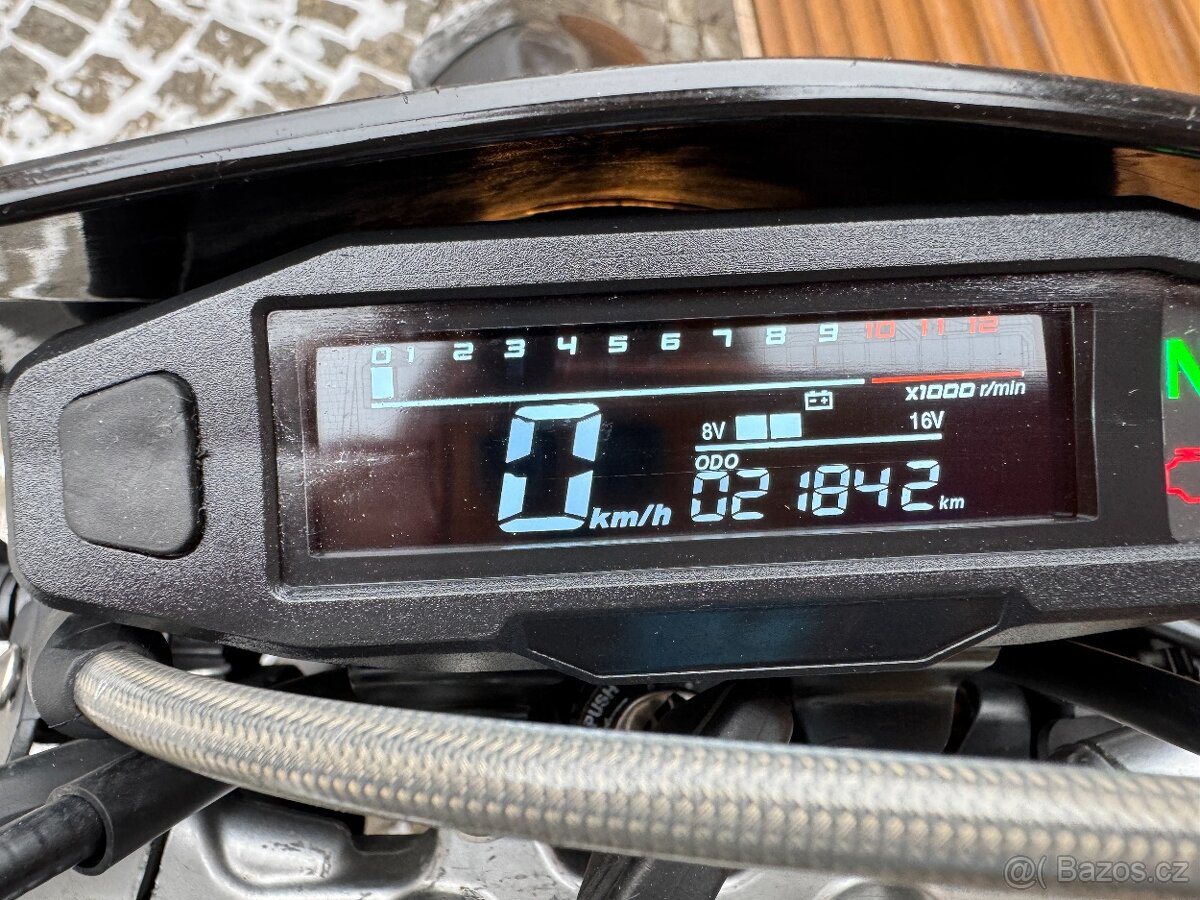 0 1 2 3 4 5 6 7 8 9 10 11 12
x1000 r/min
8V 16V
ODO
0 km/h 021842 km
N
PUSH
@( Bazos.cz